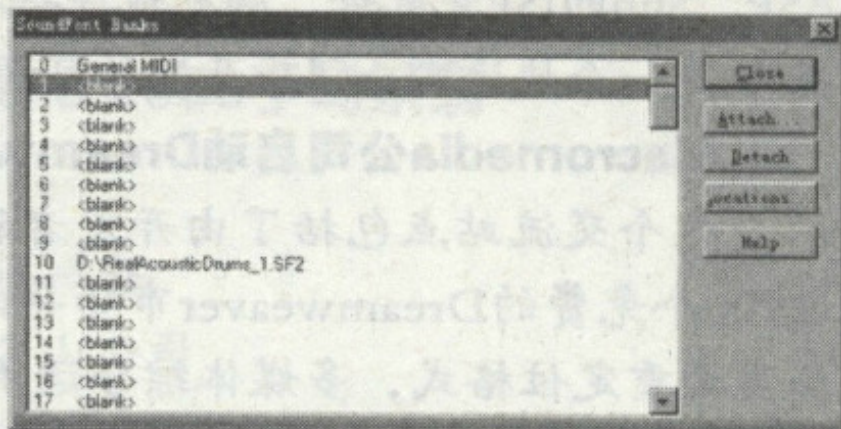 SoundFont Banks
0 General MIDI
1 <blank>
2 <blank>
3 <blank>
4 <blank>
5 <blank>
6 <blank>
7 <blank>
8 <blank>
9 <blank>
10 D:\RealAcousticDrums_1.SF2
11 <blank>
12 <blank>
13 <blank>
14 <blank>
15 <blank>
16 <blank>
17 <blank>
Close
Attach...
Detach
Locations...
Help